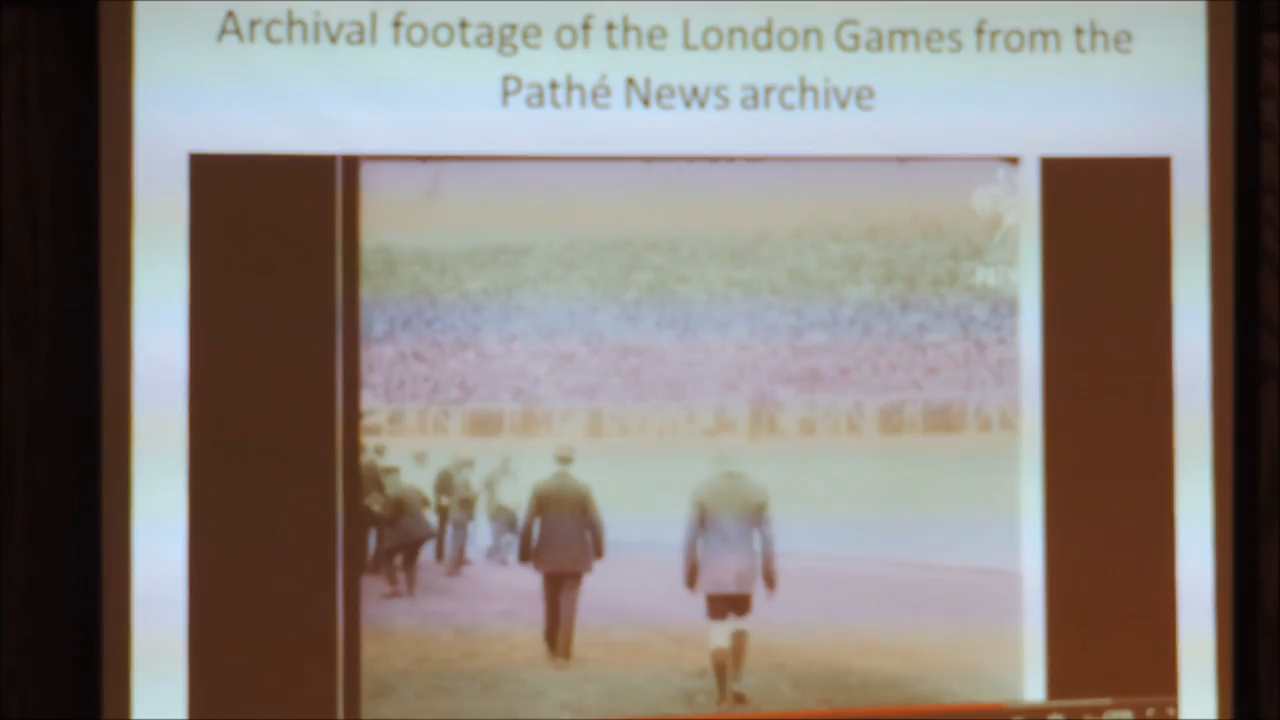 Archival footage of the London Games from the
Pathé News archive